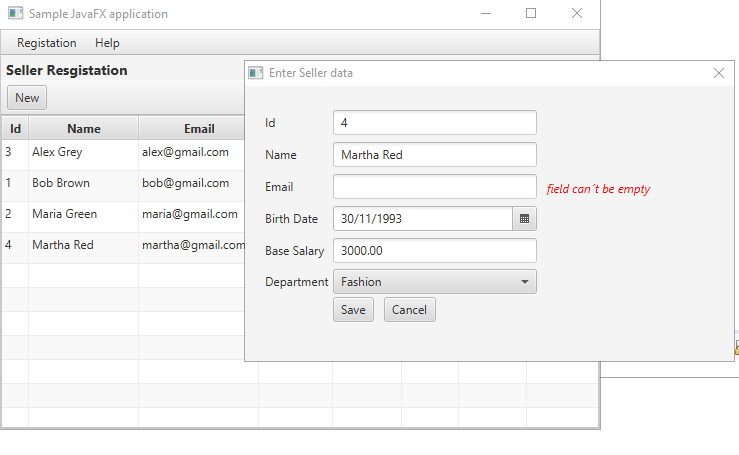 Sample JavaFX application
Registation Help
Seller Resgistation
New
Id Name Email
3 Alex Grey alex@gmail.com
1 Bob Brown bob@gmail.com
2 Maria Green maria@gmail.com
4 Martha Red martha@gmail.com
Enter Seller data
Id 4
Name Martha Red
Email field can´t be empty
Birth Date 30/11/1993
Base Salary 3000.00
Department Fashion
Save Cancel